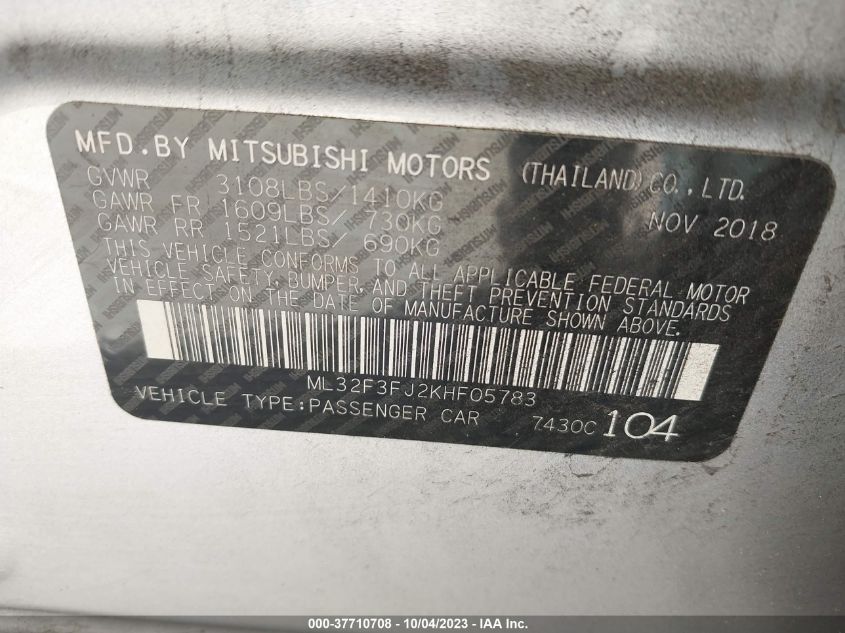 MFD.BY MITSUBISHI MOTORS (THAILAND)CO.,LTD.
GVWR 3108LBS/1410KG
GAWR FR 1609LBS/ 730KG NOV 2018
GAWR RR 1521LBS/ 690KG
THIS VEHICLE CONFORMS TO ALL APPLICABLE FEDERAL MOTOR
VEHICLE SAFETY,BUMPER,AND THEFT PREVENTION STANDARDS
IN EFFECT ON THE DATE OF MANUFACTURE SHOWN ABOVE.
ML32F3FJ2KHF05783
VEHICLE TYPE:PASSENGER CAR 7430C 104
000-37710708 - 10/04/2023 - IAA Inc.